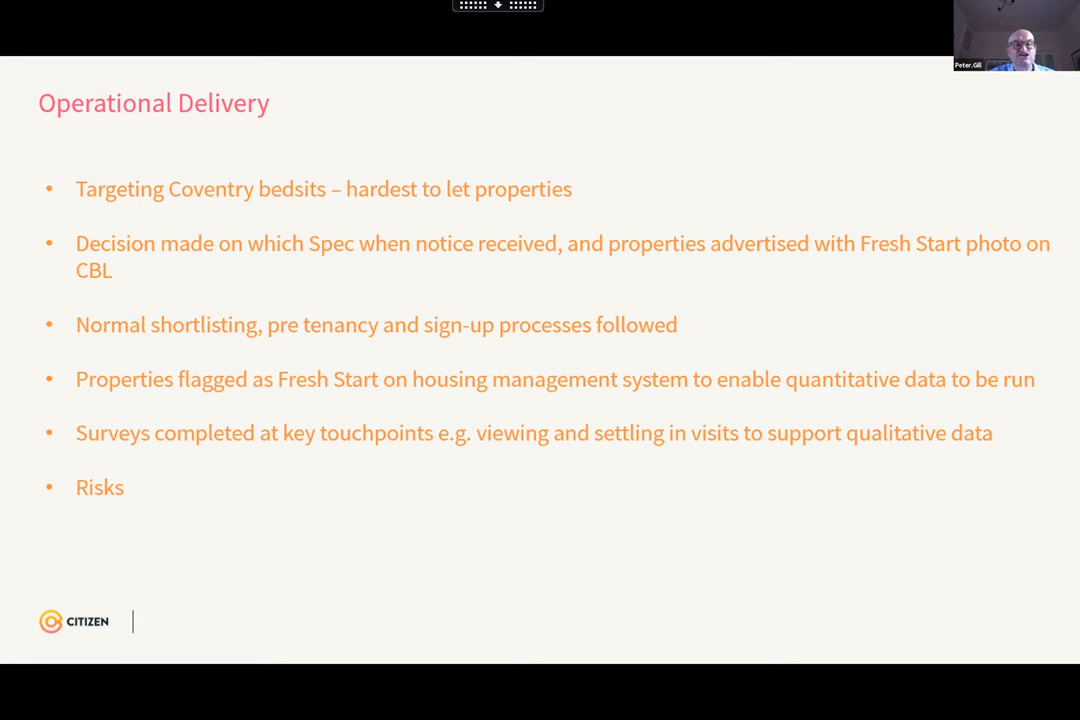 Peter.Gill
Operational Delivery
• Targeting Coventry bedsits – hardest to let properties
• Decision made on which Spec when notice received, and properties advertised with Fresh Start photo on
CBL
• Normal shortlisting, pre tenancy and sign-up processes followed
• Properties flagged as Fresh Start on housing management system to enable quantitative data to be run
• Surveys completed at key touchpoints e.g. viewing and settling in visits to support qualitative data
• Risks
CITIZEN